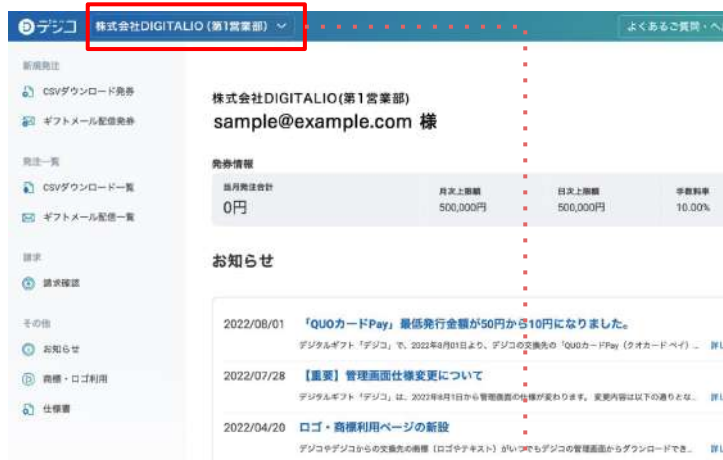 デジコ 株式会社DIGITALIO (第1営業部) よくあるご質問・ヘ
新規発注
CSVダウンロード発券
ギフトメール配信発券
発注一覧
CSVダウンロード一覧
ギフトメール配信一覧
請求
請求確認
その他
お知らせ
商標・ロゴ利用
仕様書
株式会社DIGITALIO(第1営業部)
sample@example.com 様
発券情報
当月発注合計 月次上限額 日次上限額 手数料率
0円 500,000円 500,000円 10.00%
お知らせ
2022/08/01 「QUOカードPay」最低発行金額が50円から10円になりました。
デジタルギフト「デジコ」で、2022年8月01日より、デジコの交換先の「QUOカードPay（クオカード ペイ）... 詳し
2022/07/28 【重要】管理画面仕様変更について
デジタルギフト「デジコ」は、2022年8月1日から管理画面の仕様が変わります。 変更内容は以下の通りとな... 詳し
2022/04/20 ロゴ・商標利用ページの新設
デジコやデジコからの交換先の商標（ロゴやテキスト）がいつでもデジコの管理画面からダウンロードでき... 詳し